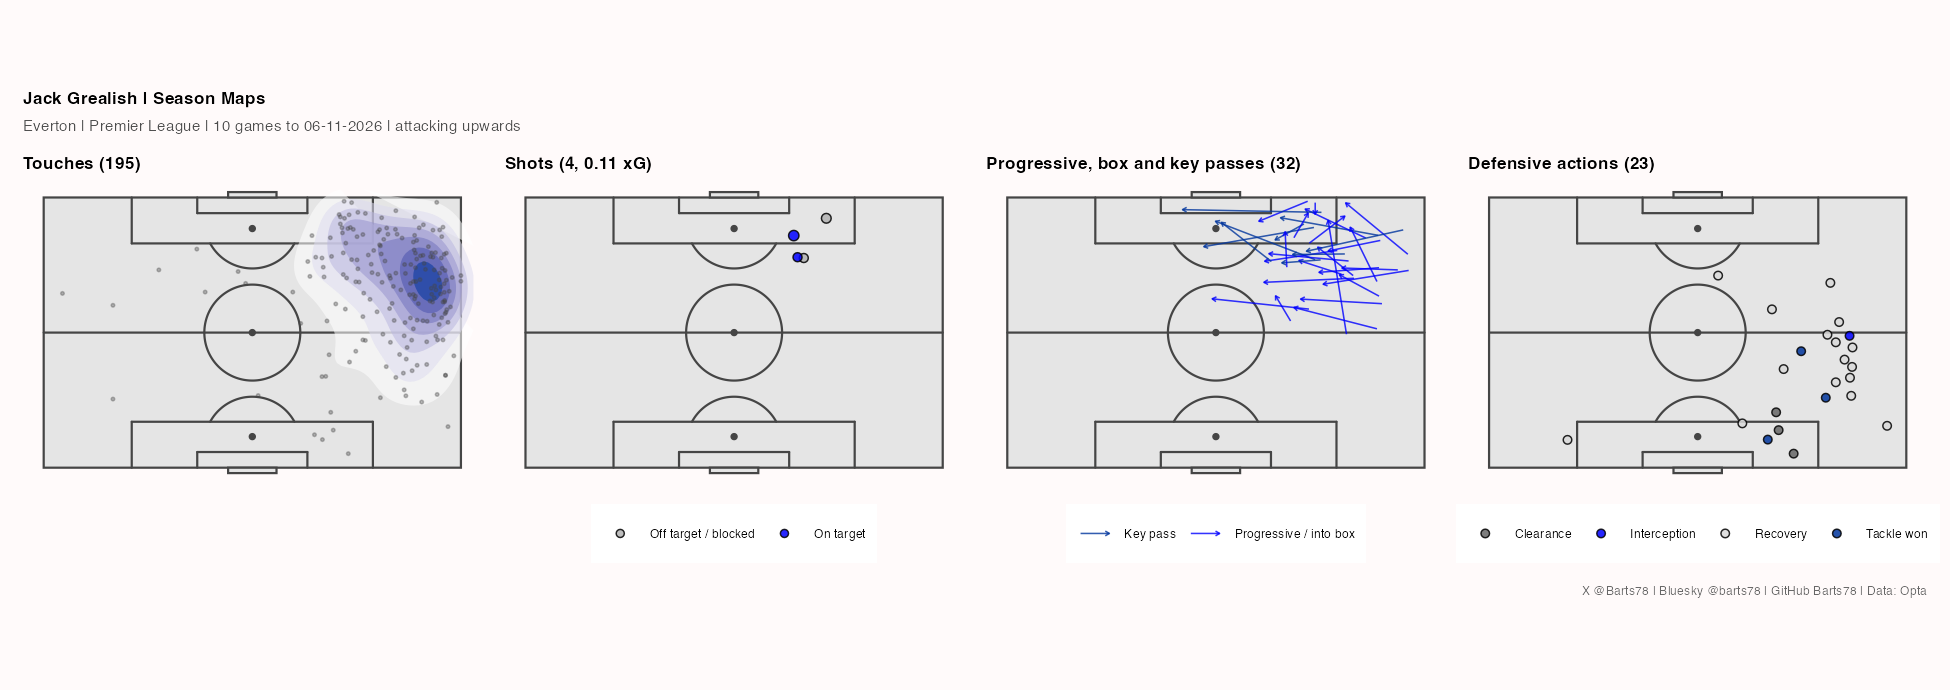 Jack Grealish | Season Maps
Everton | Premier League | 10 games to 06-11-2026 | attacking upwards
Touches (195)
Shots (4, 0.11 xG)
Progressive, box and key passes (32)
Defensive actions (23)
Off target / blocked
On target
Key pass
Progressive / into box
Clearance
Interception
Recovery
Tackle won
X @Barts78 | Bluesky @barts78 | GitHub Barts78 | Data: Opta